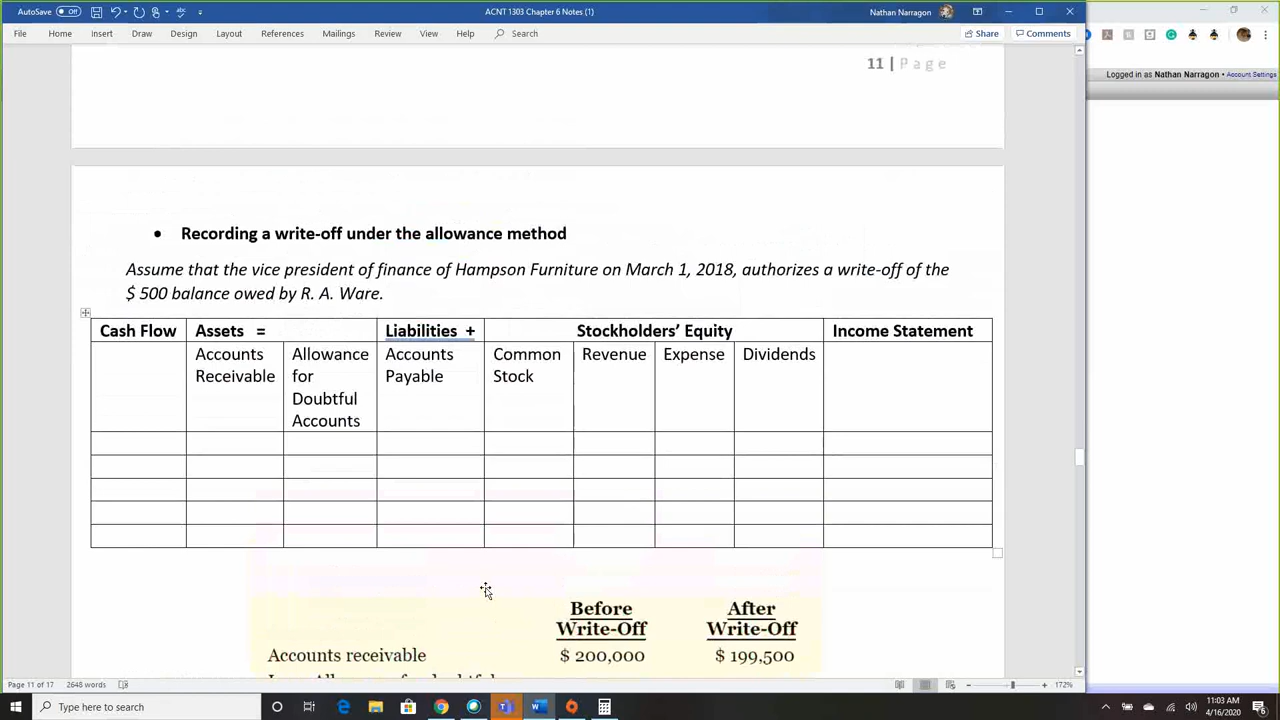 AutoSave Off ACNT 1303 Chapter 6 Notes (1) Nathan Narragon
File Home Insert Draw Design Layout References Mailings Review View Help Search Share Comments
Logged in as Nathan Narragon • Account Settings
11 | Page
• Recording a write-off under the allowance method
Assume that the vice president of finance of Hampson Furniture on March 1, 2018, authorizes a write-off of the
$ 500 balance owed by R. A. Ware.
Cash Flow Assets = Liabilities + Stockholders’ Equity Income Statement
Accounts Allowance Accounts Common Revenue Expense Dividends
Receivable for Payable Stock
Doubtful
Accounts
Before After
Write-Off Write-Off
Accounts receivable $ 200,000 $ 199,500
Page 11 of 17 2648 words 172%
Type here to search 11:03 AM
4/16/2020